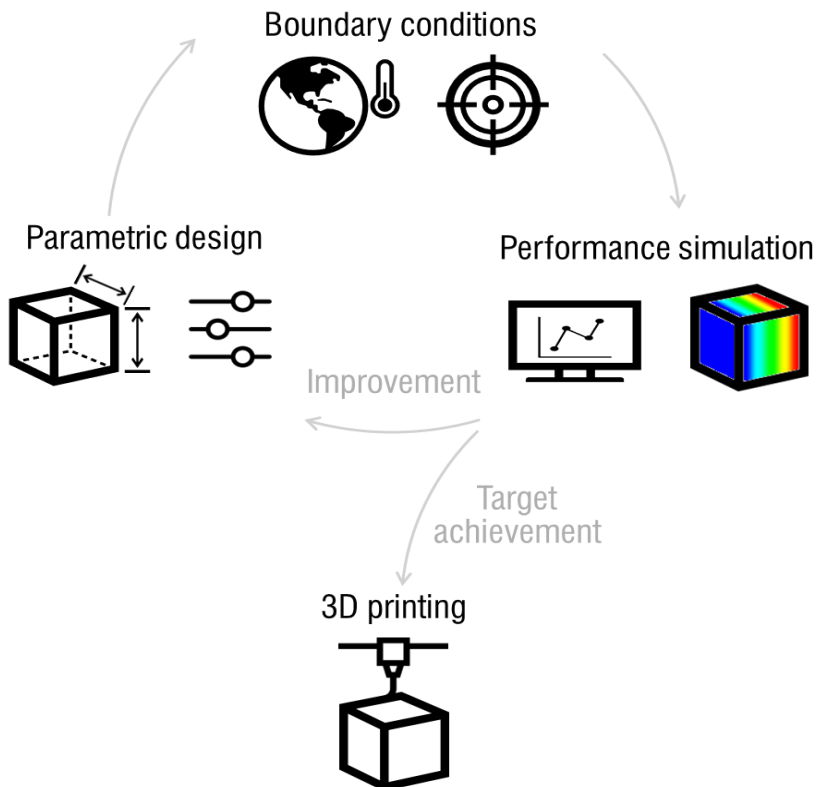 Boundary conditions
Parametric design
Performance simulation
Improvement
Target
achievement
3D printing